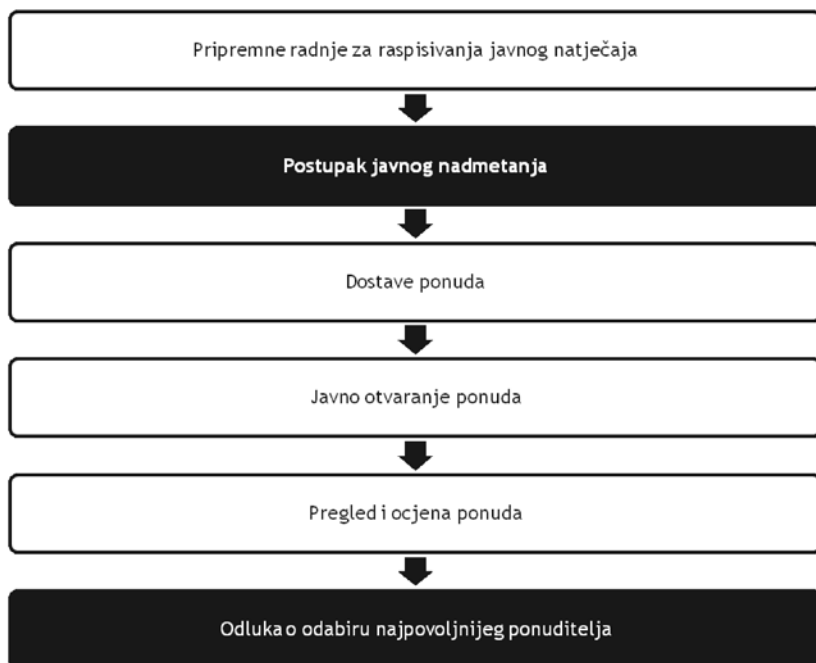 Pripremne radnje za raspisivanja javnog natječaja
Postupak javnog nadmetanja
Dostave ponuda
Javno otvaranje ponuda
Pregled i ocjena ponuda
Odluka o odabiru najpovoljnijeg ponuditelja